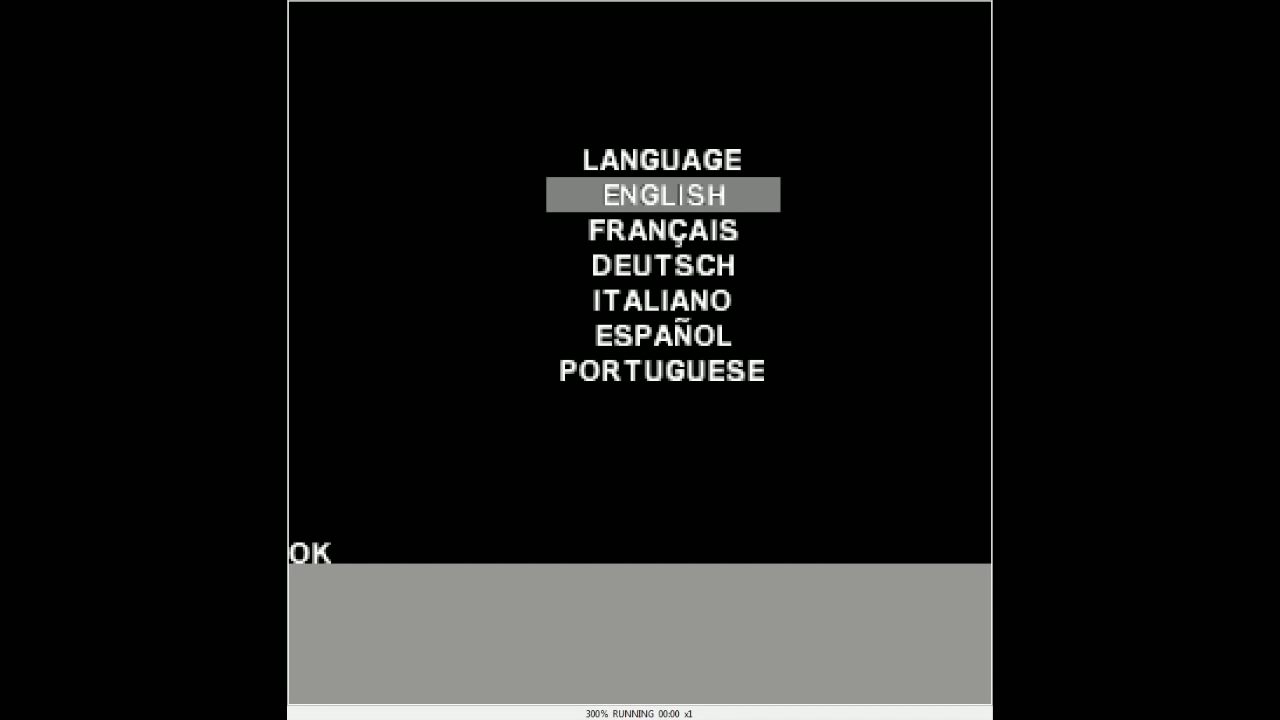 LANGUAGE
ENGLISH
FRANÇAIS
DEUTSCH
ITALIANO
ESPAÑOL
PORTUGUESE
OK
300% RUNNING 00:00 x1